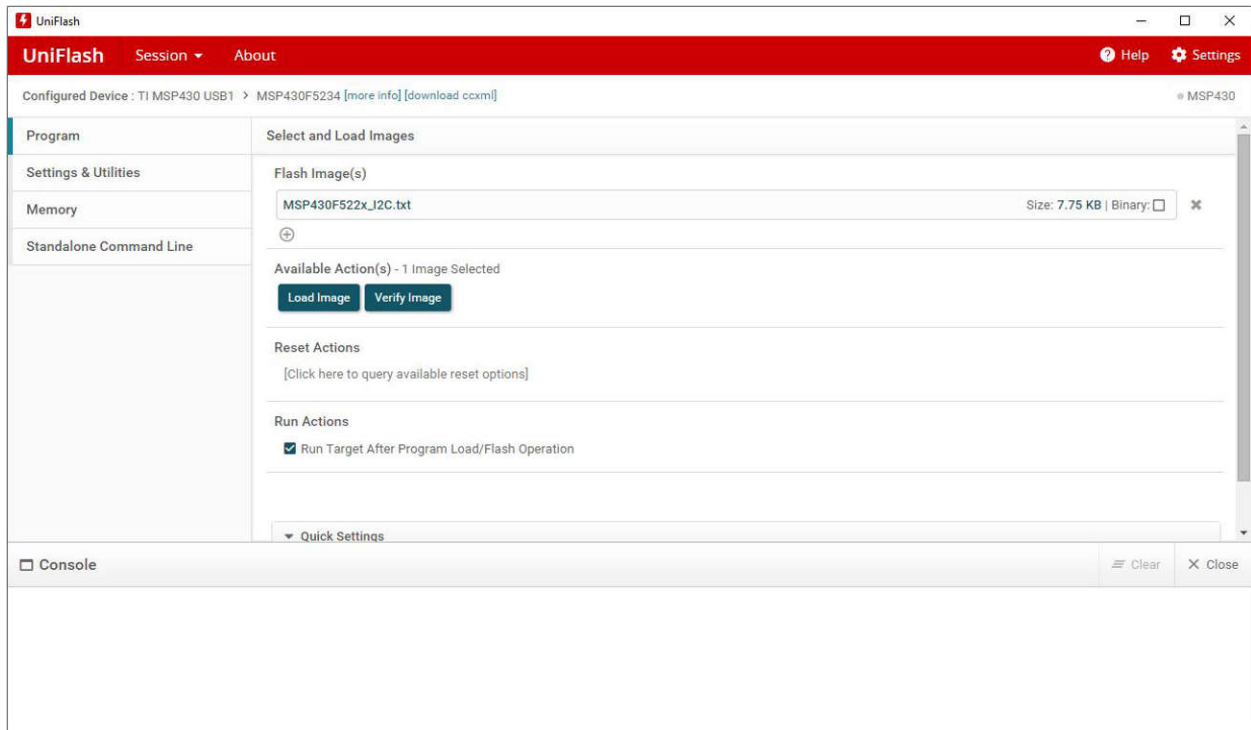 UniFlash
UniFlash Session About Help Settings
Configured Device : TI MSP430 USB1 > MSP430F5234 [more info] [download ccxml] MSP430
Program
Settings & Utilities
Memory
Standalone Command Line
Select and Load Images
Flash Image(s)
MSP430F522x_I2C.txt Size: 7.75 KB | Binary:
Available Action(s) - 1 Image Selected
Load Image Verify Image
Reset Actions
[Click here to query available reset options]
Run Actions
Run Target After Program Load/Flash Operation
Quick Settings
Console Clear Close